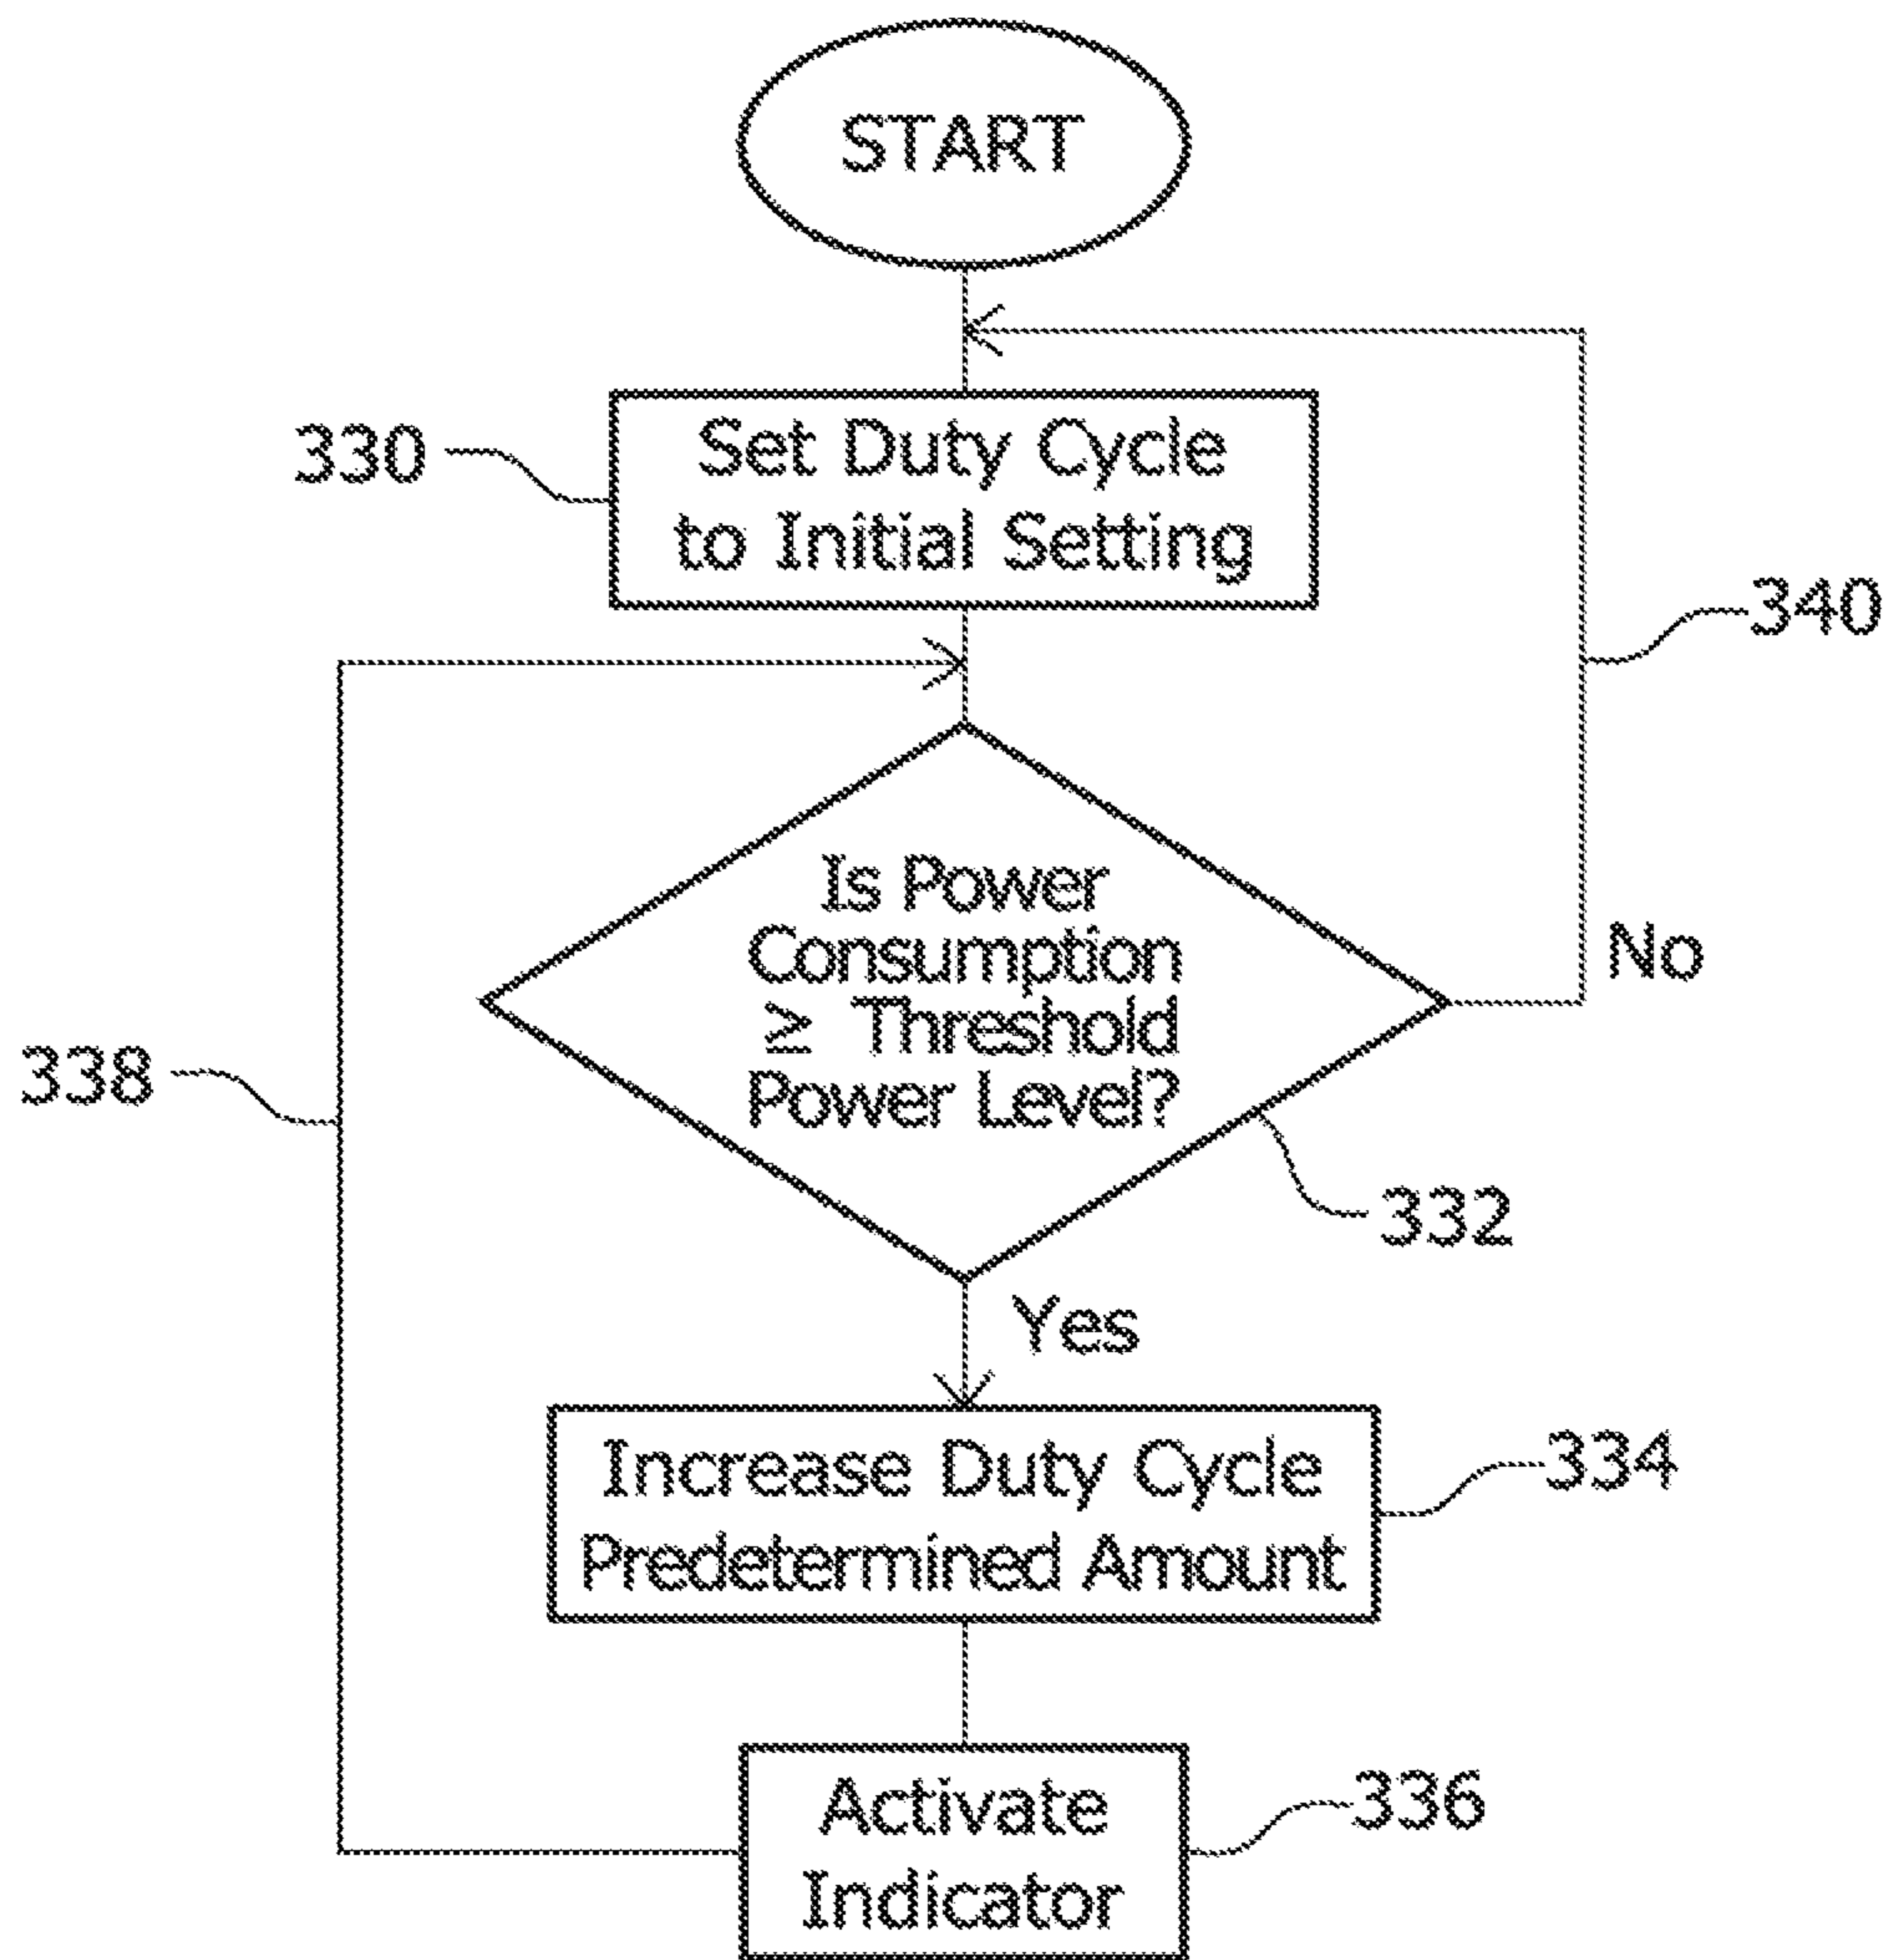 START
330
Set Duty Cycle
to Initial Setting
340
Is Power
Consumption
≥ Threshold
Power Level?
No
338
332
Yes
Increase Duty Cycle
Predetermined Amount
334
Activate
Indicator
336